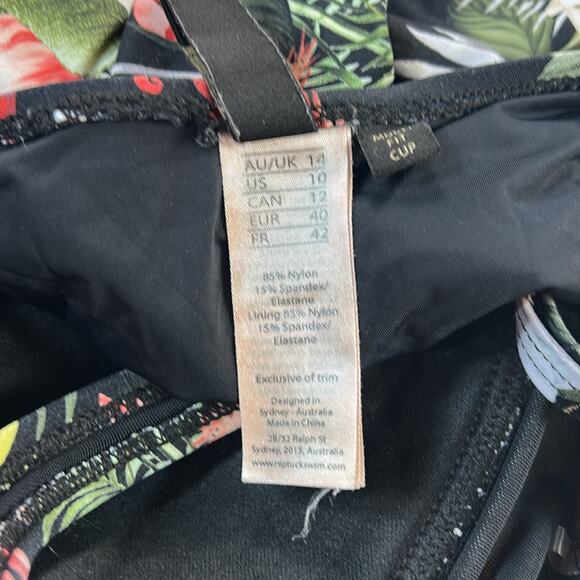 AU/UK 14
US 10
CAN 12
EUR 40
FR 42
85% Nylon
15% Spandex/
Elastane
Lining 85% Nylon
15% Spandex/
Elastane
Exclusive of trim
Designed in
Sydney - Australia
Made in China
28/32 Ralph St
Sydney, 2015, Australia
www.niptuckswim.com
FIT
CUP